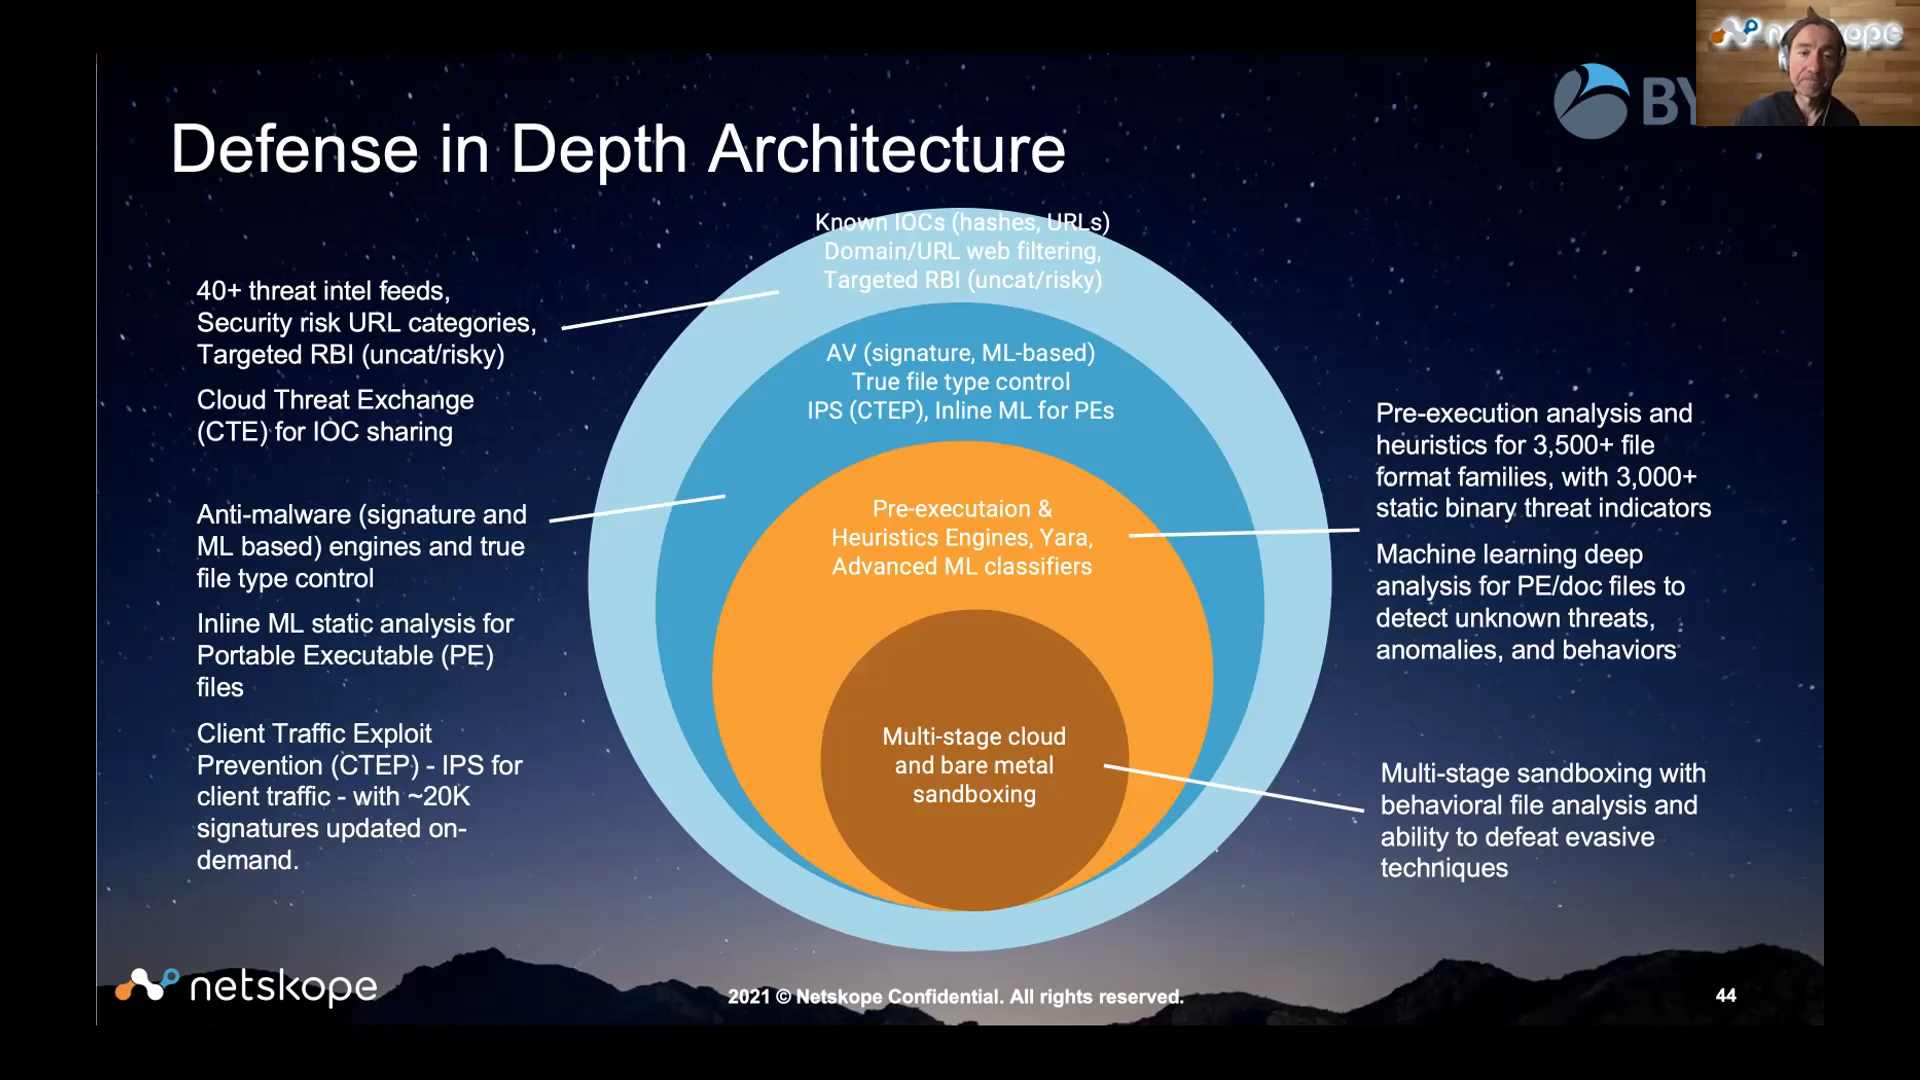 Defense in Depth Architecture
BY
Known IOCs (hashes, URLs)
Domain/URL web filtering,
Targeted RBI (uncat/risky)
40+ threat intel feeds,
Security risk URL categories,
Targeted RBI (uncat/risky)
Cloud Threat Exchange
(CTE) for IOC sharing
Anti-malware (signature and
ML based) engines and true
file type control
Inline ML static analysis for
Portable Executable (PE)
files
Client Traffic Exploit
Prevention (CTEP) - IPS for
client traffic - with ~20K
signatures updated on-
demand.
AV (signature, ML-based)
True file type control
IPS (CTEP), Inline ML for PEs
Pre-executaion &
Heuristics Engines, Yara,
Advanced ML classifiers
Multi-stage cloud
and bare metal
sandboxing
Pre-execution analysis and
heuristics for 3,500+ file
format families, with 3,000+
static binary threat indicators
Machine learning deep
analysis for PE/doc files to
detect unknown threats,
anomalies, and behaviors
Multi-stage sandboxing with
behavioral file analysis and
ability to defeat evasive
techniques
netskope
2021 © Netskope Confidential. All rights reserved.
44